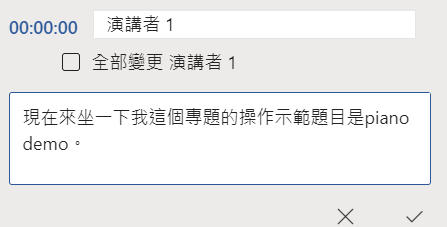 00:00:00 演講者 1
全部變更 演講者 1
現在來坐一下我這個專題的操作示範題目是piano
demo。